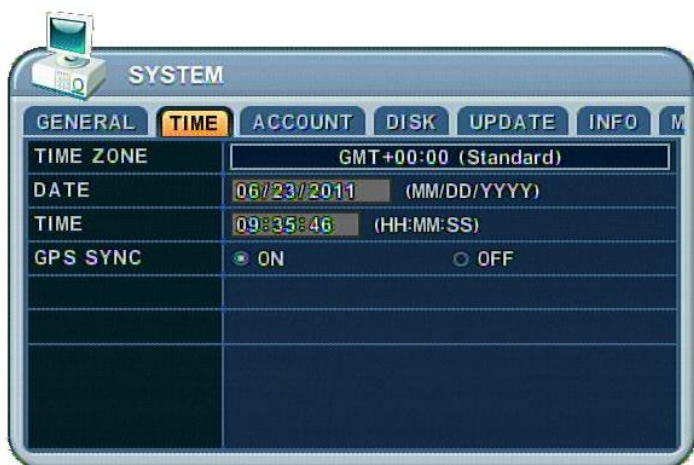 SYSTEM
GENERAL TIME ACCOUNT DISK UPDATE INFO M
TIME ZONE GMT+00:00 (Standard)
DATE 06/23/2011 (MM/DD/YYYY)
TIME 09:35:46 (HH:MM:SS)
GPS SYNC ON OFF